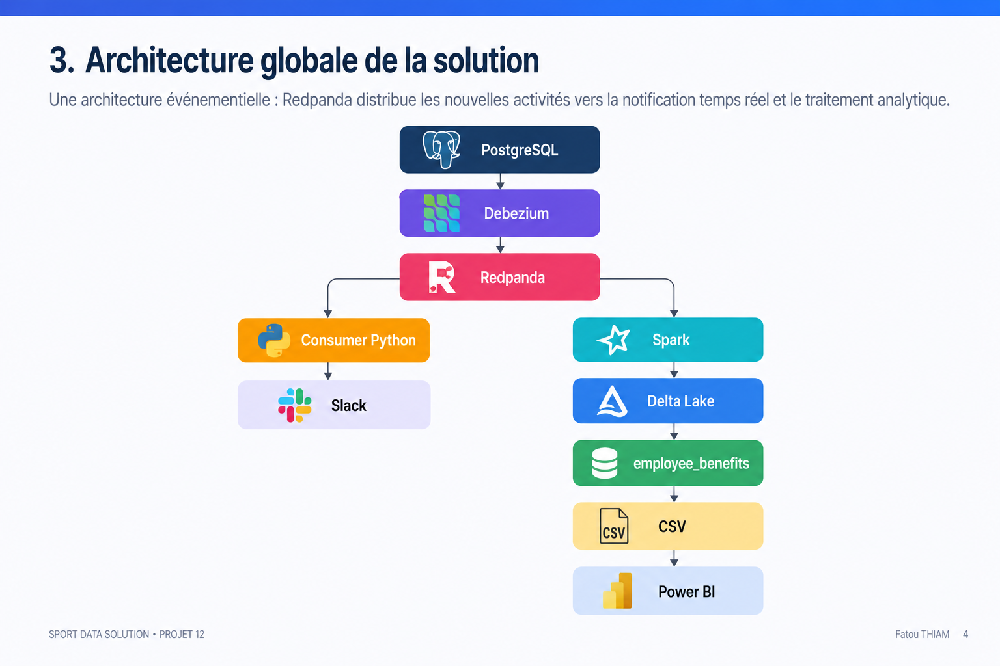 3. Architecture globale de la solution
Une architecture événementielle : Redpanda distribue les nouvelles activités vers la notification temps réel et le traitement analytique.
PostgreSQL
Debezium
Redpanda
Consumer Python
Spark
Slack
Delta Lake
employee_benefits
CSV
CSV
Power BI
SPORT DATA SOLUTION • PROJET 12
Fatou THIAM 4